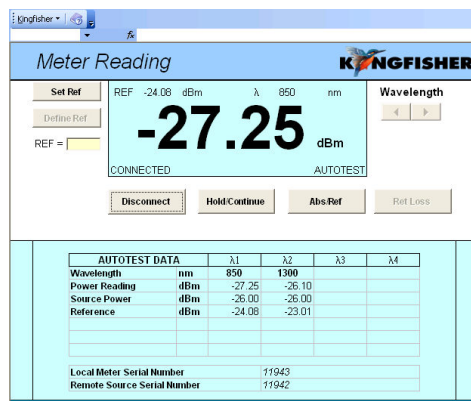 Kingfisher
fx
Meter Reading
KINGFISHER
Set Ref
REF -24.08 dBm λ 850 nm
Wavelength
Define Ref
-27.25 dBm
REF =
CONNECTED AUTOTEST
Disconnect Hold/Continue Abs/Ref Ret Loss
AUTOTEST DATA λ1 λ2 λ3 λ4
Wavelength nm 850 1300
Power Reading dBm -27.25 -26.10
Source Power dBm -26.00 -26.00
Reference dBm -24.08 -23.01
Local Meter Serial Number 11943
Remote Source Serial Number 11942